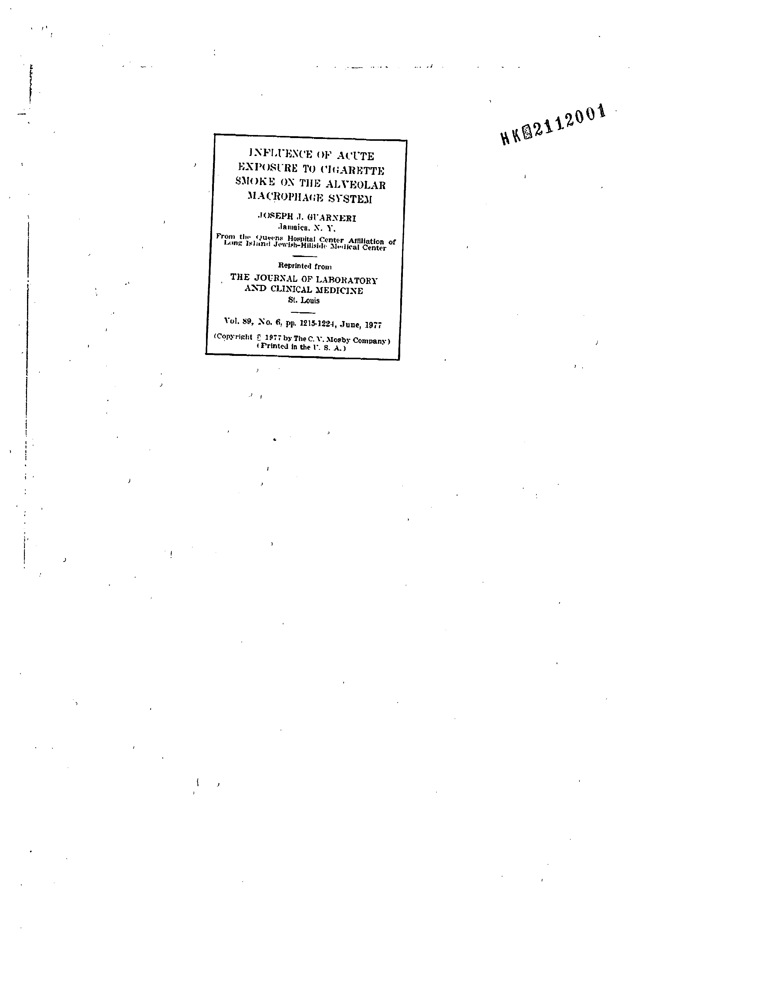 HK02112001
INFLUENCE OF ACUTE
EXPOSURE TO CIGARETTE
SMOKE ON THE ALVEOLAR
MACROPHAGE SYSTEM
JOSEPH J. GUARNERI
Jamaica, N. Y.
From the Queens Hospital Center Affiliation of
Long Island Jewish-Hillside Medical Center
Reprinted from
THE JOURNAL OF LABORATORY
AND CLINICAL MEDICINE
St. Louis
Vol. 89, No. 6, pp. 1215-1224, June, 1977
(Copyright © 1977 by The C. V. Mosby Company)
(Printed in the U. S. A.)